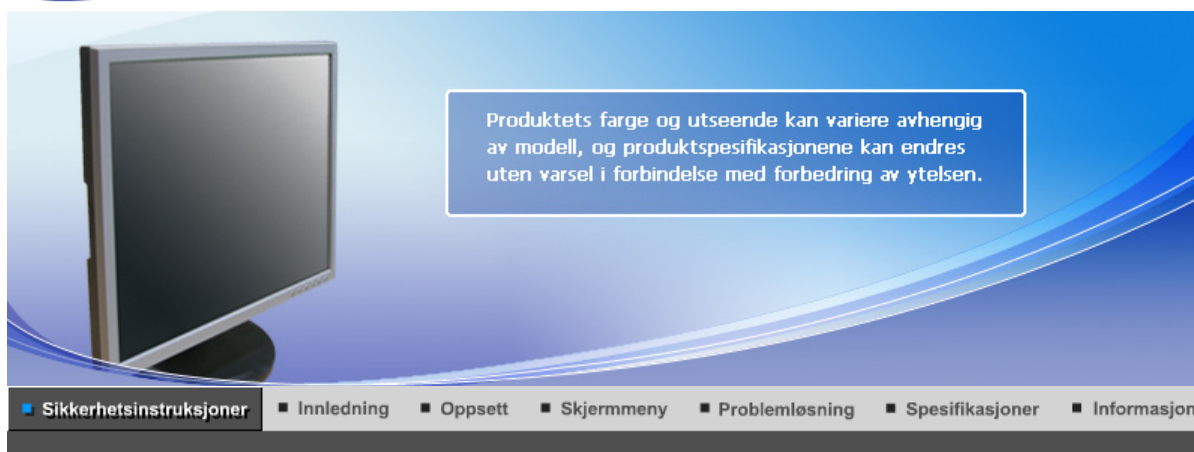 Produktets farge og utseende kan variere avhengig
av modell, og produktspesifikasjonene kan endres
uten varsel i forbindelse med forbedring av ytelsen.
Sikkerhetsinstruksjoner Innledning Oppsett Skjermmeny Problemløsning Spesifikasjoner Informasjon